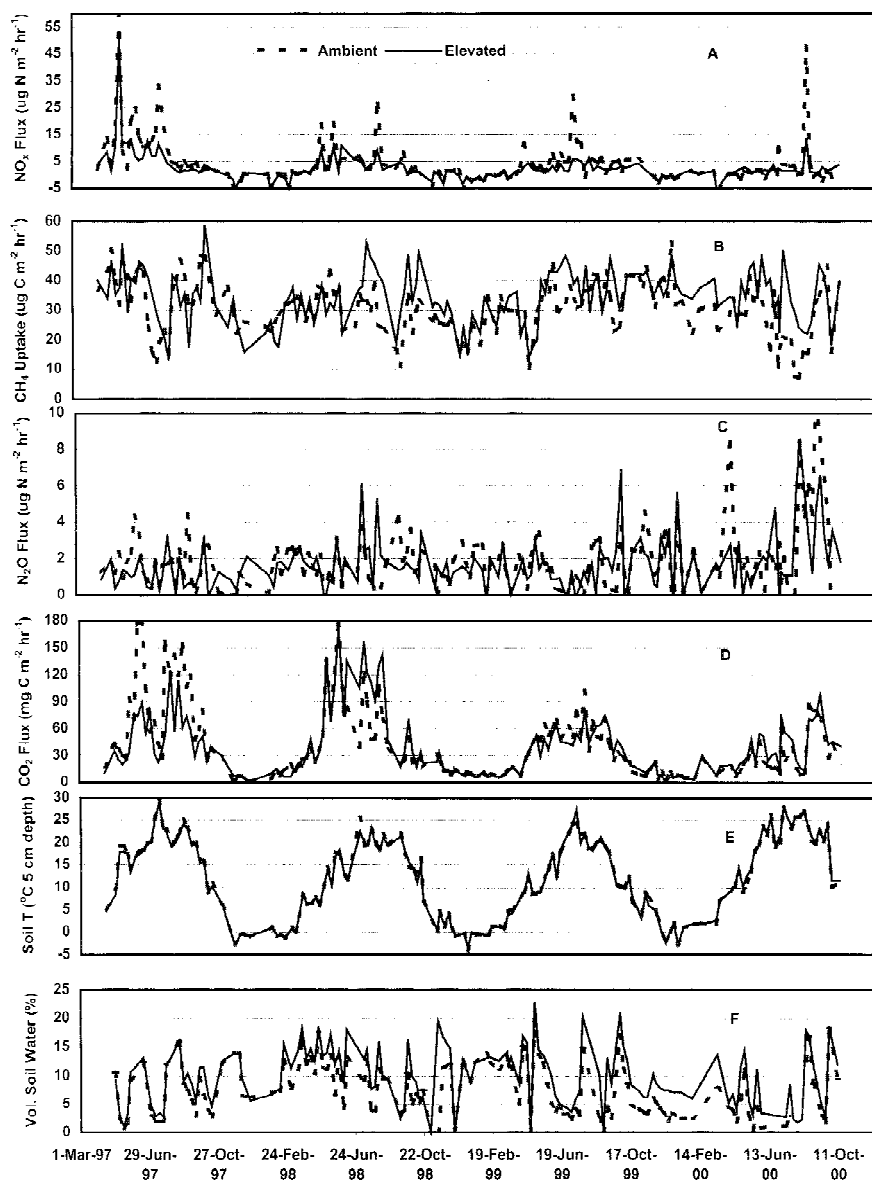 NOx Flux (ug N m-2 hr-1)
55
45
35
25
15
5
-5
Ambient
Elevated
A
CH4 Uptake (ug C m-2 hr-1)
60
50
40
30
20
10
0
B
N2O Flux (ug N m-2 hr-1)
10
8
6
4
2
0
C
CO2 Flux (mg C m-2 hr-1)
180
150
120
90
60
30
0
D
Soil T (°C 5 cm depth)
30
25
20
15
10
5
0
-5
E
Vol. Soil Water (%)
25
20
15
10
5
0
F
1-Mar-97
29-Jun-
97
27-Oct-
97
24-Feb-
98
24-Jun-
98
22-Oct-
98
19-Feb-
99
19-Jun-
99
17-Oct-
99
14-Feb-
00
13-Jun-
00
11-Oct-
00